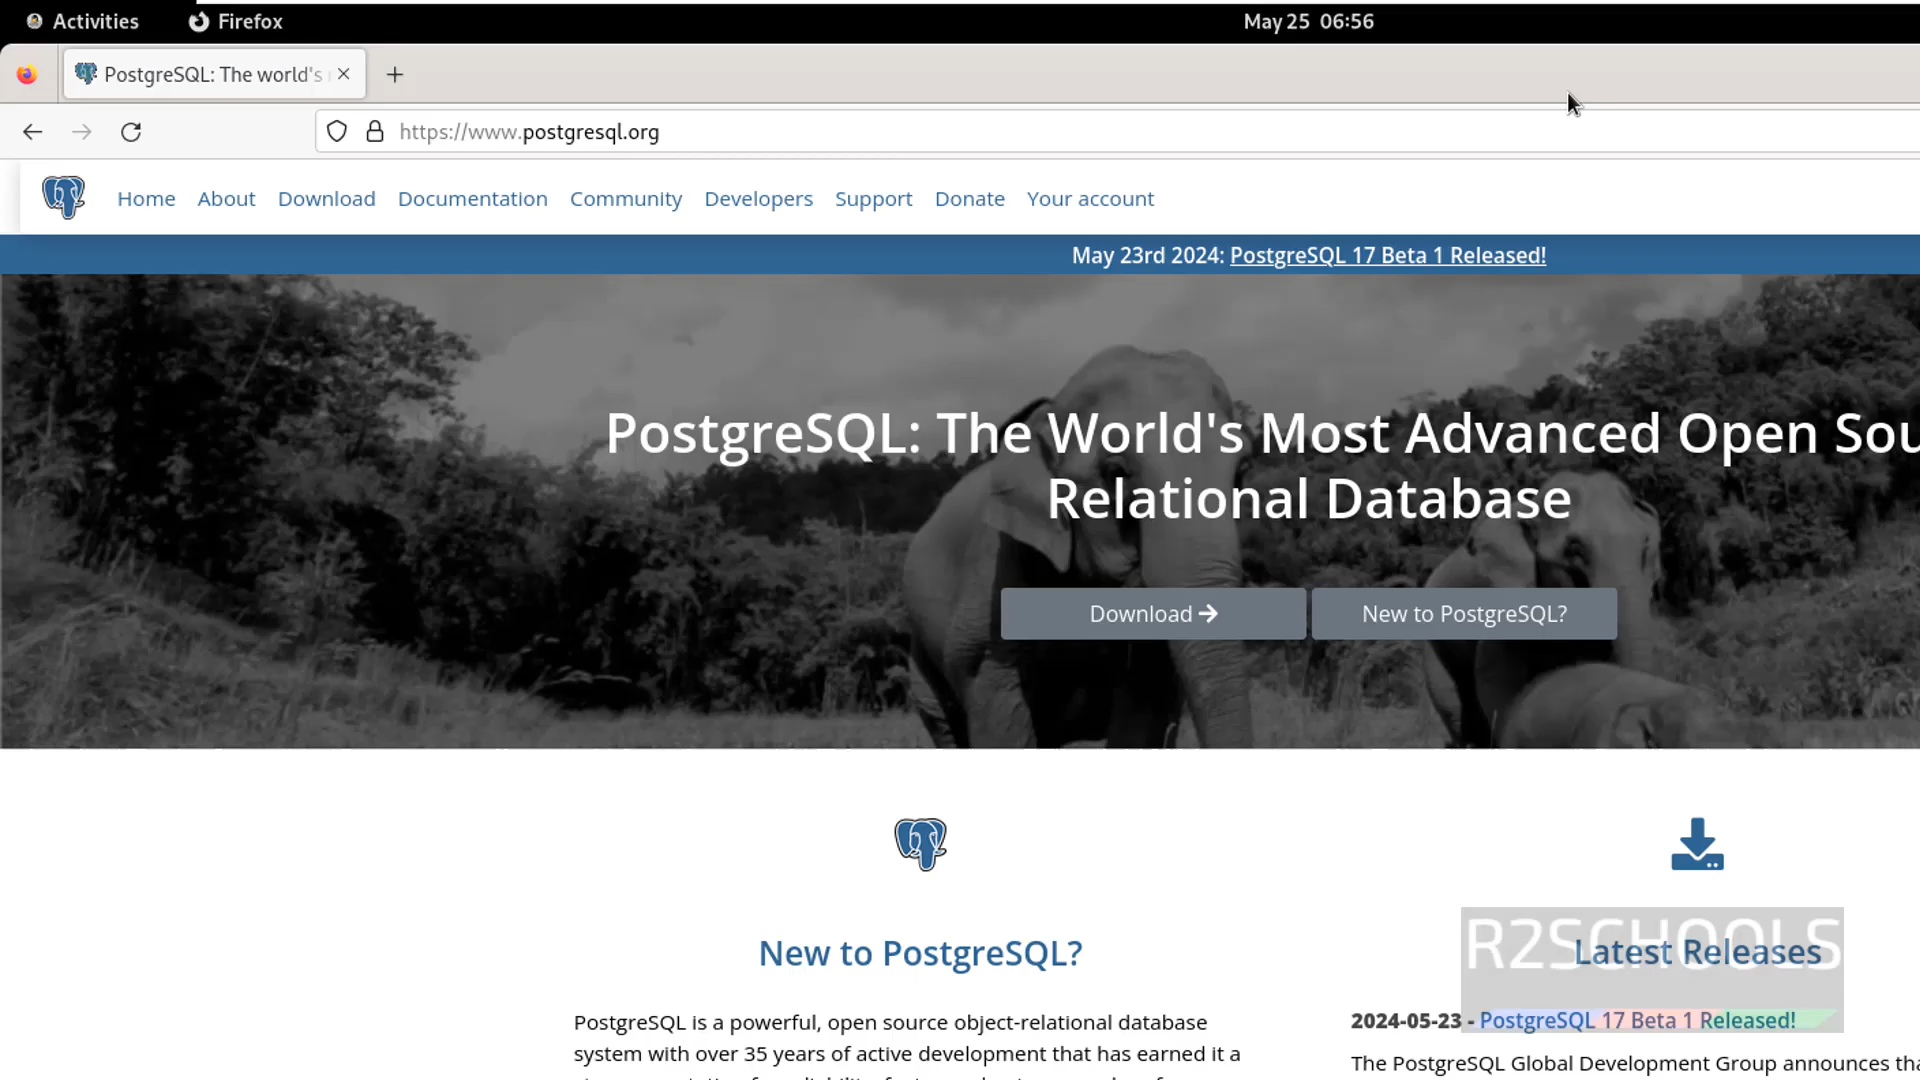 Activities Firefox May 25 06:56
PostgreSQL: The world's
https://www.postgresql.org
Home About Download Documentation Community Developers Support Donate Your account
May 23rd 2024: PostgreSQL 17 Beta 1 Released!
PostgreSQL: The World's Most Advanced Open Sou
Relational Database
Download New to PostgreSQL?
New to PostgreSQL?
PostgreSQL is a powerful, open source object-relational database
system with over 35 years of active development that has earned it a
R2SCHOOLS
Latest Releases
2024-05-23 - PostgreSQL 17 Beta 1 Released!
The PostgreSQL Global Development Group announces tha